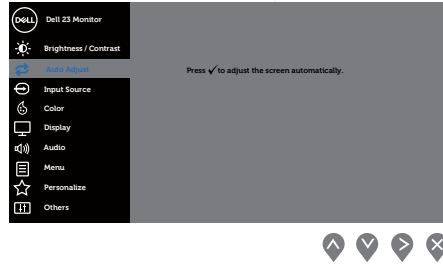 DELL
Dell 23 Monitor
Brightness / Contrast
Auto Adjust
Press ✓ to adjust the screen automatically.
Input Source
Color
Display
Audio
Menu
Personalize
Others